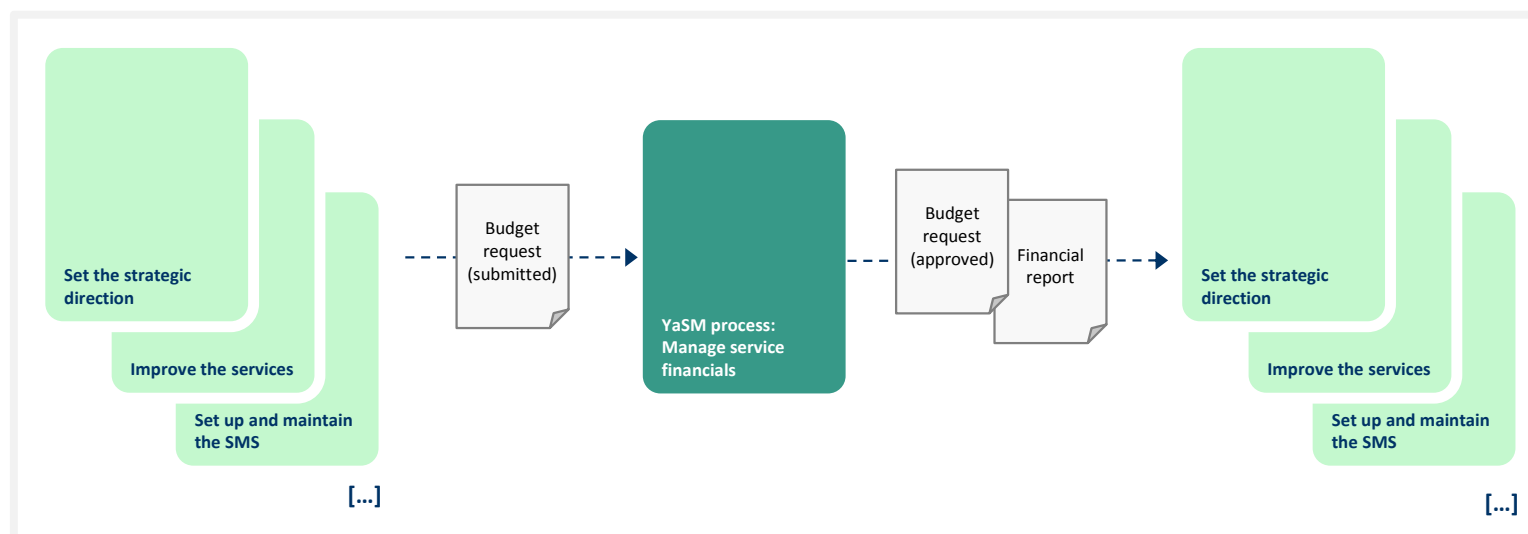 Set the strategic
direction
Improve the services
Set up and maintain
the SMS
[...]
Budget
request
(submitted)
YaSM process:
Manage service
financials
Budget
request
(approved)
Financial
report
Set the strategic
direction
Improve the services
Set up and maintain
the SMS
[...]